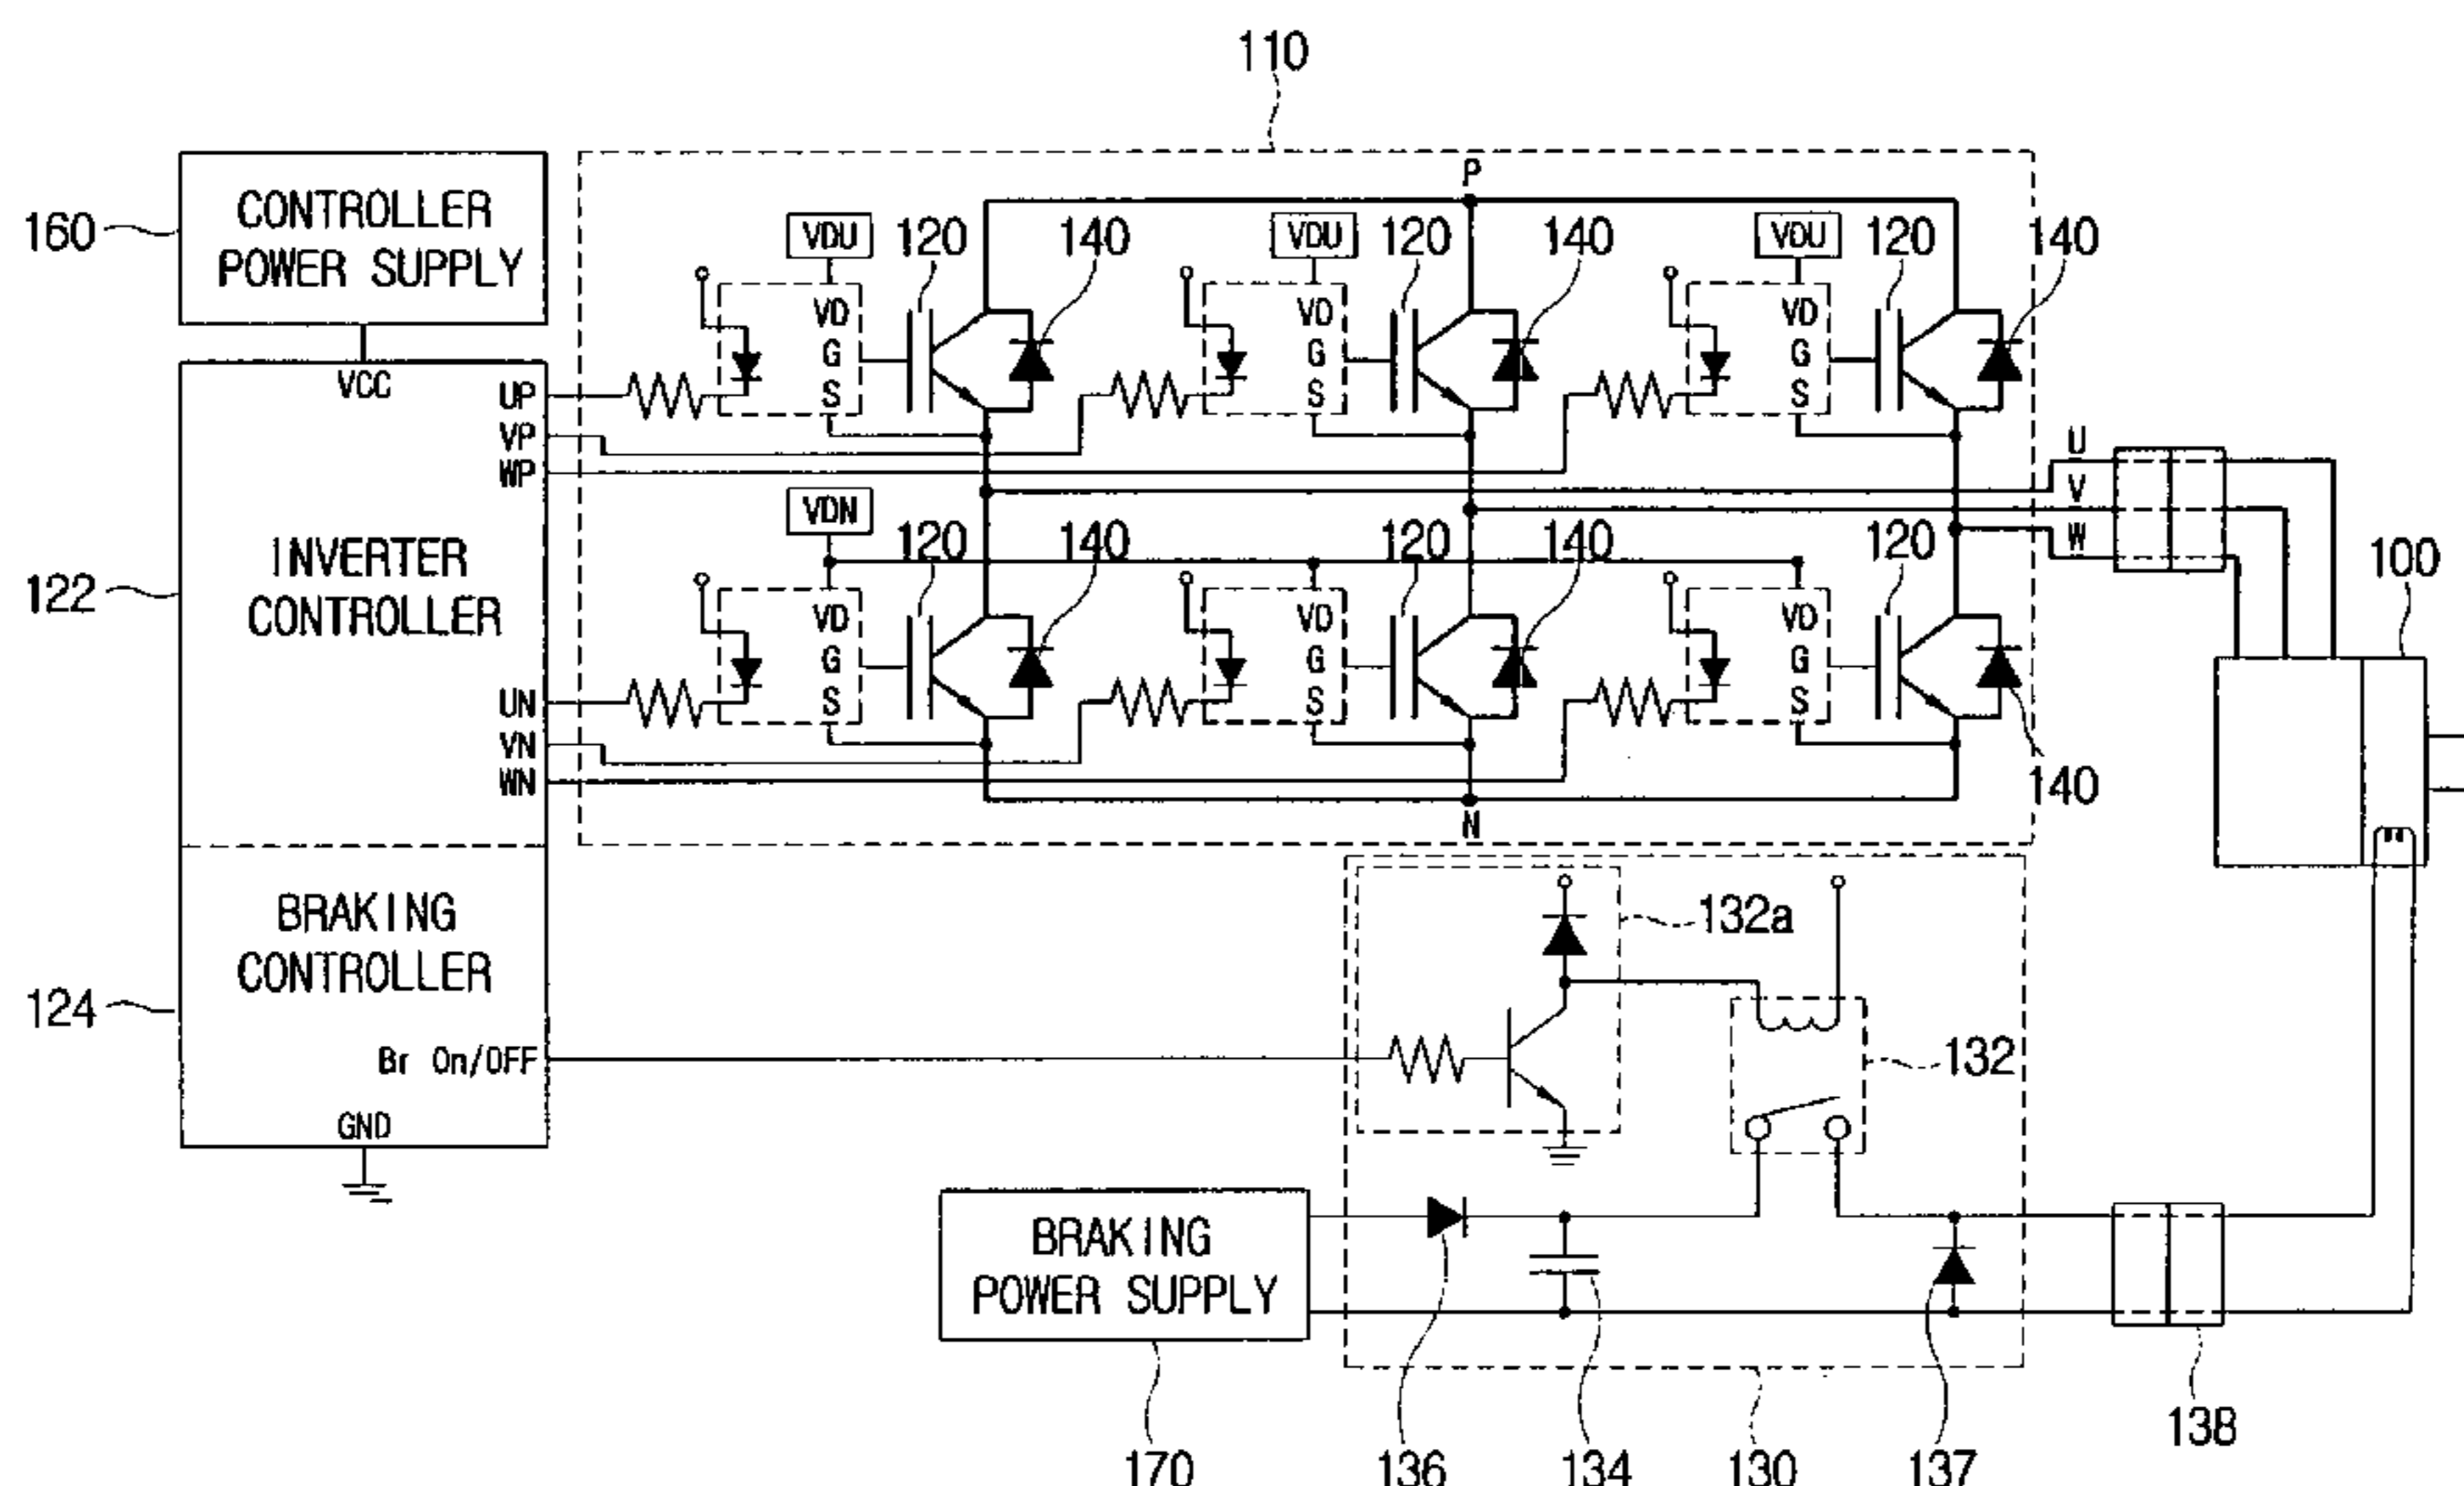 110
CONTROLLER
POWER SUPPLY
160
P
VDU 120 140 VDU 120 140 VDU 120 140
VD VD VD
G G G
S S S
VCC
UP
VP
WP
U
V
W
VDN 120 140 120 140 120
100
INVERTER
CONTROLLER
122
VD VD VD
G G G
S S S
UN
VN
WN
140
N
BRAKING
CONTROLLER
124
132a
Br On/OFF
132
GND
BRAKING
POWER SUPPLY
138
170 136 134 130 137